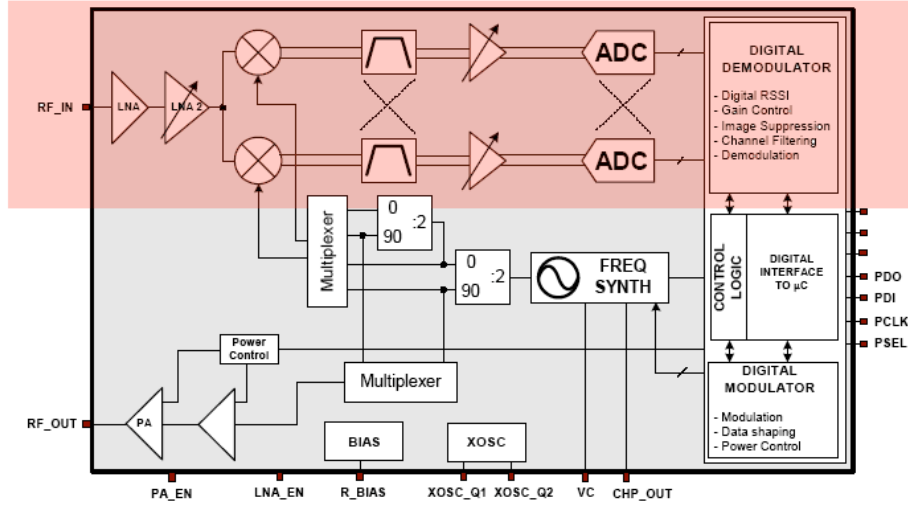 RF_IN
LNA
LNA 2
ADC
ADC
DIGITAL
DEMODULATOR
- Digital RSSI
- Gain Control
- Image Suppression
- Channel Filtering
- Demodulation
Multiplexer
0
:2
90
0
:2
90
FREQ
SYNTH
CONTROL
LOGIC
DIGITAL
INTERFACE
TO µC
PDO
PDI
PCLK
PSEL
Power
Control
Multiplexer
DIGITAL
MODULATOR
- Modulation
- Data shaping
- Power Control
RF_OUT
PA
BIAS
XOSC
PA_EN
LNA_EN
R_BIAS
XOSC_Q1
XOSC_Q2
VC
CHP_OUT